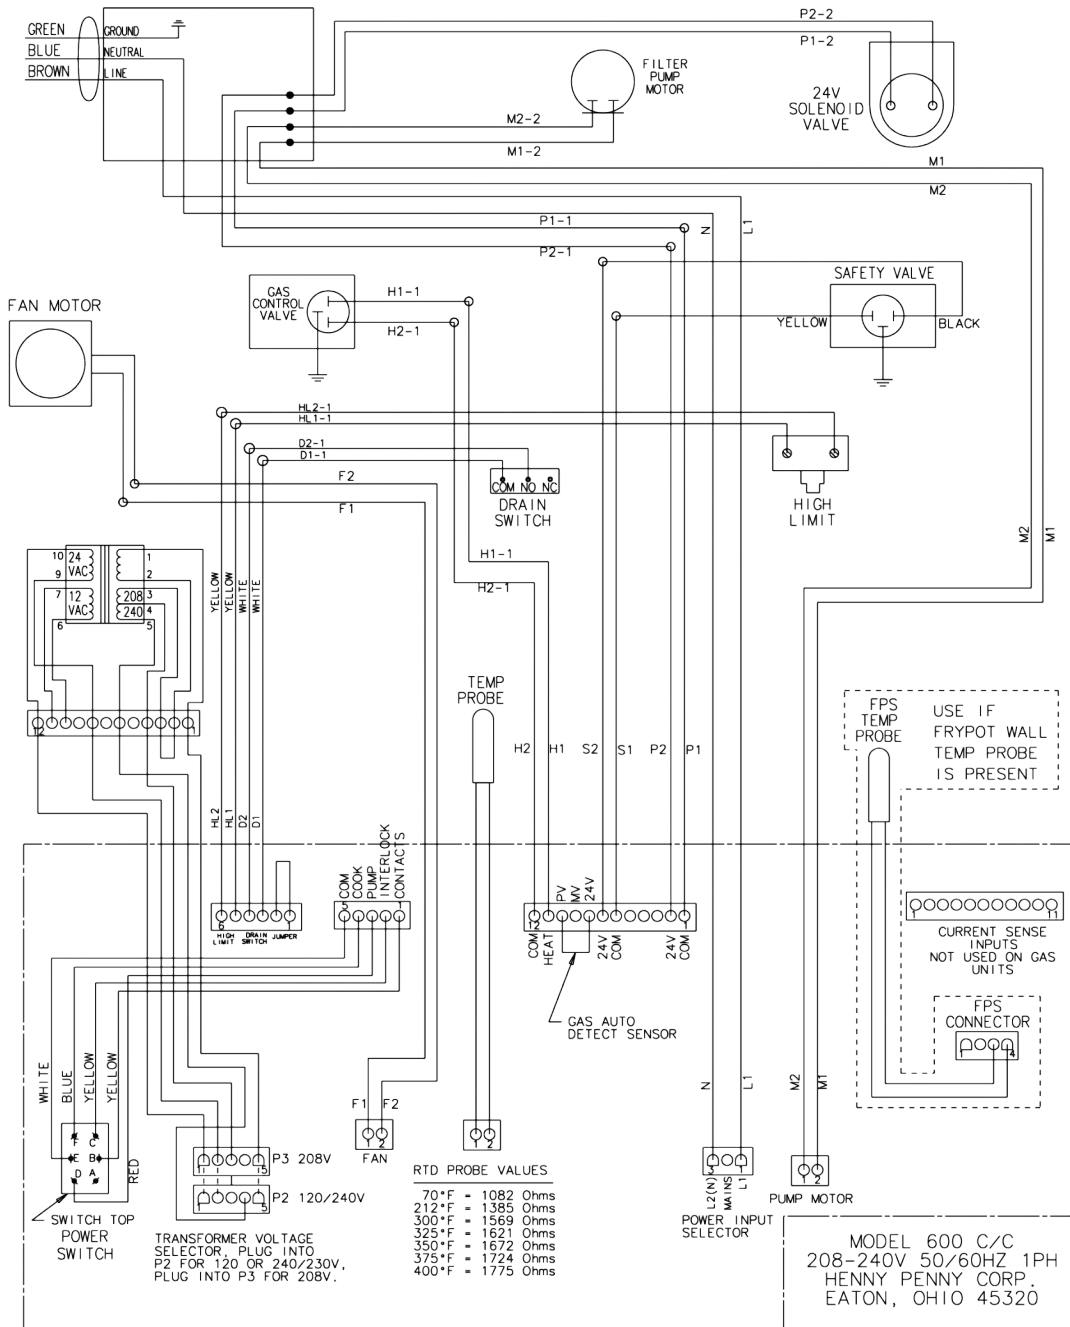 P2-2
GREEN
GROUND
P1-2
BLUE
NEUTRAL
BROWN
LINE
FILTER
PUMP
MOTOR
24V
SOLENOID
VALVE
M2-2
M1-2
M1
M2
P1-1
N
L1
P2-1
SAFETY VALVE
GAS
CONTROL
VALVE
H1-1
H2-1
YELLOW
BLACK
FAN MOTOR
HL2-1
HL1-1
D2-1
D1-1
F2
F1
COM NO NC
DRAIN
SWITCH
HIGH
LIMIT
M2
M1
H1-1
H2-1
10
24
VAC
9
7
12
VAC
6
1
2
208
3
240
4
5
YELLOW
YELLOW
WHITE
WHITE
TEMP
PROBE
FPS
TEMP
PROBE
USE IF
FRYPOT WALL
TEMP PROBE
IS PRESENT
12
1
H2
H1
S2
S1
P2
P1
HL2
HL1
D2
D1
COM
COOK
PUMP
INTERLOCK
CONTACTS
5
1
PV
MV
24V
6
1
HIGH
LIMIT
DRAIN
SWITCH
JUMPER
12
1
COM
HEAT
24V
COM
24V
COM
1
11
CURRENT SENSE
INPUTS
NOT USED ON GAS
UNITS
GAS AUTO
DETECT SENSOR
FPS
CONNECTOR
1
4
WHITE
BLUE
YELLOW
YELLOW
RED
F
C
E
B
D
A
SWITCH TOP
POWER
SWITCH
1
5
P3 208V
1
5
P2 120/240V
TRANSFORMER VOLTAGE
SELECTOR, PLUG INTO
P2 FOR 120 OR 240/230V,
PLUG INTO P3 FOR 208V.
F1
F2
1 2
FAN
1 2
RTD PROBE VALUES
70°F = 1082 Ohms
212°F = 1385 Ohms
300°F = 1569 Ohms
325°F = 1621 Ohms
350°F = 1672 Ohms
375°F = 1724 Ohms
400°F = 1775 Ohms
N
L1
3
1
L2(N)
MAINS
L1
POWER INPUT
SELECTOR
M2
M1
1 2
PUMP MOTOR
MODEL 600 C/C
208-240V 50/60HZ 1PH
HENNY PENNY CORP.
EATON, OHIO 45320